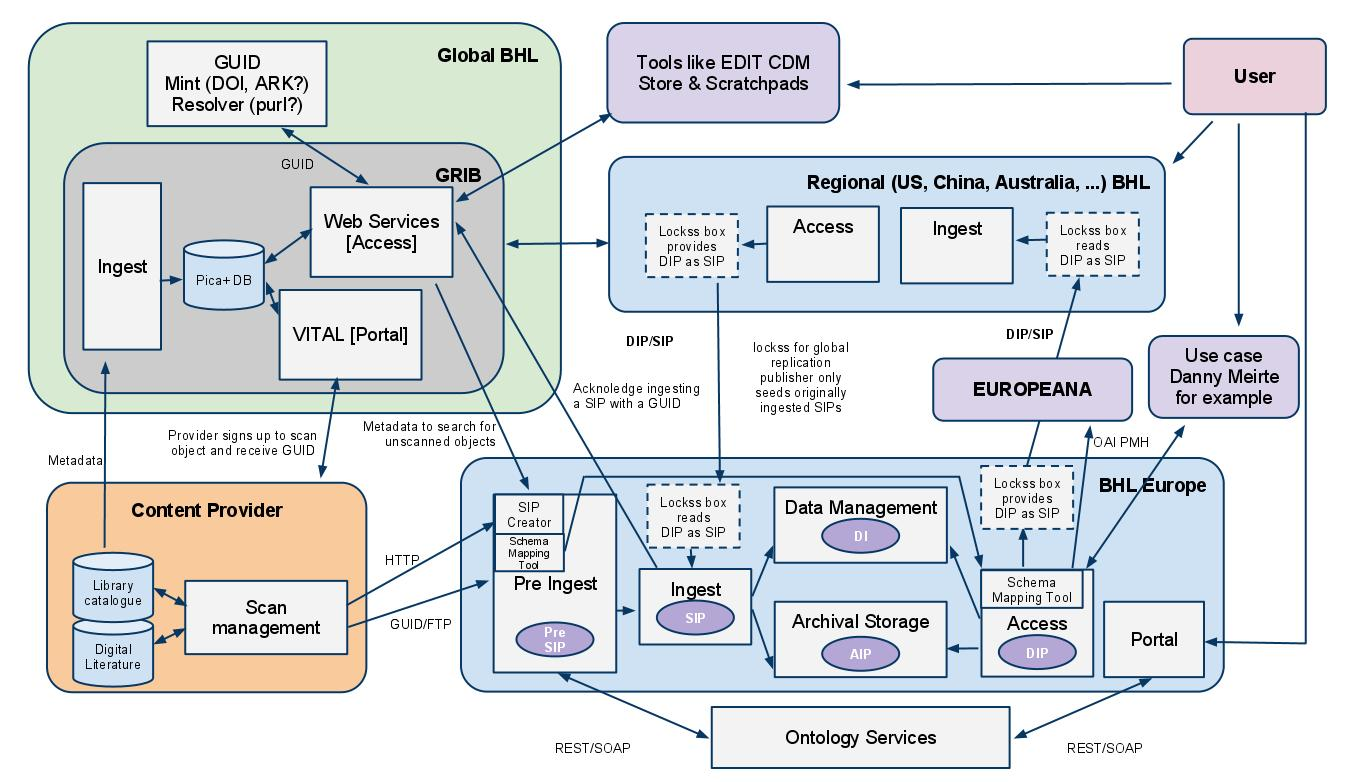 Global BHL
GUID
Mint (DOI, ARK?)
Resolver (purl?)
GUID
GRIB
Ingest
Pica+DB
Web Services
[Access]
VITAL [Portal]
Tools like EDIT CDM
Store & Scratchpads
User
Regional (US, China, Australia, ...) BHL
Lockss box
provides
DIP as SIP
Access
Ingest
Lockss box
reads
DIP as SIP
DIP/SIP
lockss for global
replication
publisher only
seeds originally
ingested SIPs
DIP/SIP
EUROPEANA
Use case
Danny Meirte
for example
Acknoledge ingesting
a SIP with a GUID
Metadata to search for
unscanned objects
Provider signs up to scan
object and receive GUID
Metadata
OAI PMH
Content Provider
Library
catalogue
Digital
Literature
Scan
management
HTTP
GUID/FTP
BHL Europe
SIP
Creator
Schema
Mapping
Tool
Pre Ingest
Pre
SIP
Lockss box
reads
DIP as SIP
Ingest
SIP
Data Management
DI
Archival Storage
AIP
Lockss box
provides
DIP as SIP
Schema
Mapping Tool
Access
DIP
Portal
REST/SOAP
Ontology Services
REST/SOAP